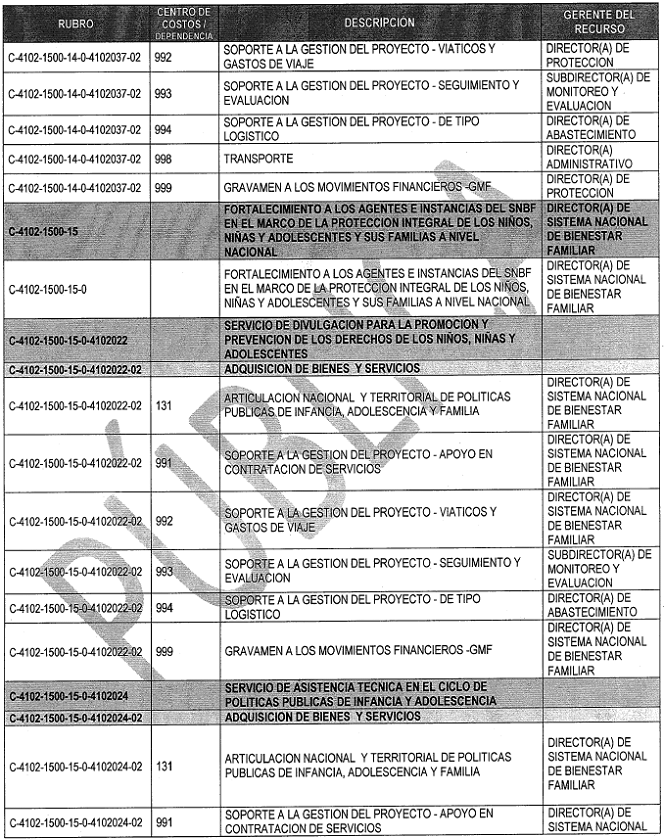 RUBRO
CENTRO DE
COSTOS /
DEPENDENCIA
DESCRIPCIÓN
GERENTE DEL
RECURSO
C-4102-1500-14-0-4102037-02
992
SOPORTE A LA GESTION DEL PROYECTO - VIATICOS Y
GASTOS DE VIAJE
DIRECTOR(A) DE
PROTECCION
C-4102-1500-14-0-4102037-02
993
SOPORTE A LA GESTION DEL PROYECTO - SEGUIMIENTO Y
EVALUACION
SUBDIRECTOR(A) DE
MONITOREO Y
EVALUACION
C-4102-1500-14-0-4102037-02
994
SOPORTE A LA GESTION DEL PROYECTO - DE TIPO
LOGISTICO
DIRECTOR(A) DE
ABASTECIMIENTO
C-4102-1500-14-0-4102037-02
998
TRANSPORTE
DIRECTOR(A)
ADMINISTRATIVO
C-4102-1500-14-0-4102037-02
999
GRAVAMEN A LOS MOVIMIENTOS FINANCIEROS -GMF
DIRECTOR(A) DE
PROTECCION
C-4102-1500-15
FORTALECIMIENTO A LOS AGENTES E INSTANCIAS DEL SNBF
EN EL MARCO DE LA PROTECCION INTEGRAL DE LOS NIÑOS,
NIÑAS Y ADOLESCENTES Y SUS FAMILIAS A NIVEL
NACIONAL
DIRECTOR(A) DE
SISTEMA NACIONAL
DE BIENESTAR
FAMILIAR
C-4102-1500-15-0
FORTALECIMIENTO A LOS AGENTES E INSTANCIAS DEL SNBF
EN EL MARCO DE LA PROTECCION INTEGRAL DE LOS NIÑOS,
NIÑAS Y ADOLESCENTES Y SUS FAMILIAS A NIVEL NACIONAL
DIRECTOR(A) DE
SISTEMA NACIONAL
DE BIENESTAR
FAMILIAR
C-4102-1500-15-0-4102022
SERVICIO DE DIVULGACION PARA LA PROMOCION Y
PREVENCION DE LOS DERECHOS DE LOS NIÑOS, NIÑAS Y
ADOLESCENTES
C-4102-1500-15-0-4102022-02
ADQUISICION DE BIENES Y SERVICIOS
C-4102-1500-15-0-4102022-02
131
ARTICULACION NACIONAL Y TERRITORIAL DE POLITICAS
PUBLICAS DE INFANCIA, ADOLESCENCIA Y FAMILIA
DIRECTOR(A) DE
SISTEMA NACIONAL
DE BIENESTAR
FAMILIAR
C-4102-1500-15-0-4102022-02
991
SOPORTE A LA GESTION DEL PROYECTO - APOYO EN
CONTRATACION DE SERVICIOS
DIRECTOR(A) DE
SISTEMA NACIONAL
DE BIENESTAR
FAMILIAR
C-4102-1500-15-0-4102022-02
992
SOPORTE A LA GESTION DEL PROYECTO - VIATICOS Y
GASTOS DE VIAJE
DIRECTOR(A) DE
SISTEMA NACIONAL
DE BIENESTAR
FAMILIAR
C-4102-1500-15-0-4102022-02
993
SOPORTE A LA GESTION DEL PROYECTO - SEGUIMIENTO Y
EVALUACION
SUBDIRECTOR(A) DE
MONITOREO Y
EVALUACION
C-4102-1500-15-0-4102022-02
994
SOPORTE A LA GESTION DEL PROYECTO - DE TIPO
LOGISTICO
DIRECTOR(A) DE
ABASTECIMIENTO
C-4102-1500-15-0-4102022-02
999
GRAVAMEN A LOS MOVIMIENTOS FINANCIEROS -GMF
DIRECTOR(A) DE
SISTEMA NACIONAL
DE BIENESTAR
FAMILIAR
C-4102-1500-15-0-4102024
SERVICIO DE ASISTENCIA TECNICA EN EL CICLO DE
POLITICAS PUBLICAS DE INFANCIA Y ADOLESCENCIA
C-4102-1500-15-0-4102024-02
ADQUISICION DE BIENES Y SERVICIOS
C-4102-1500-15-0-4102024-02
131
ARTICULACION NACIONAL Y TERRITORIAL DE POLITICAS
PUBLICAS DE INFANCIA, ADOLESCENCIA Y FAMILIA
DIRECTOR(A) DE
SISTEMA NACIONAL
DE BIENESTAR
FAMILIAR
C-4102-1500-15-0-4102024-02
991
SOPORTE A LA GESTION DEL PROYECTO - APOYO EN
CONTRATACION DE SERVICIOS
DIRECTOR(A) DE
SISTEMA NACIONAL
PÚBLICA